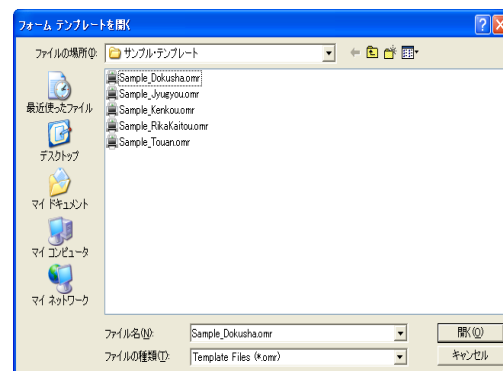 フォーム テンプレートを開く
ファイルの場所(I):
サンプル・テンプレート
Sample_Dokusha.omr
Sample_Jyugyou.omr
Sample_Kenkou.omr
Sample_RikaKaitou.omr
Sample_Touan.omr
最近使ったファイル
デスクトップ
マイ ドキュメント
マイ コンピュータ
マイ ネットワーク
ファイル名(N):
Sample_Dokusha.omr
開く(O)
ファイルの種類(T):
Template Files (*.omr)
キャンセル